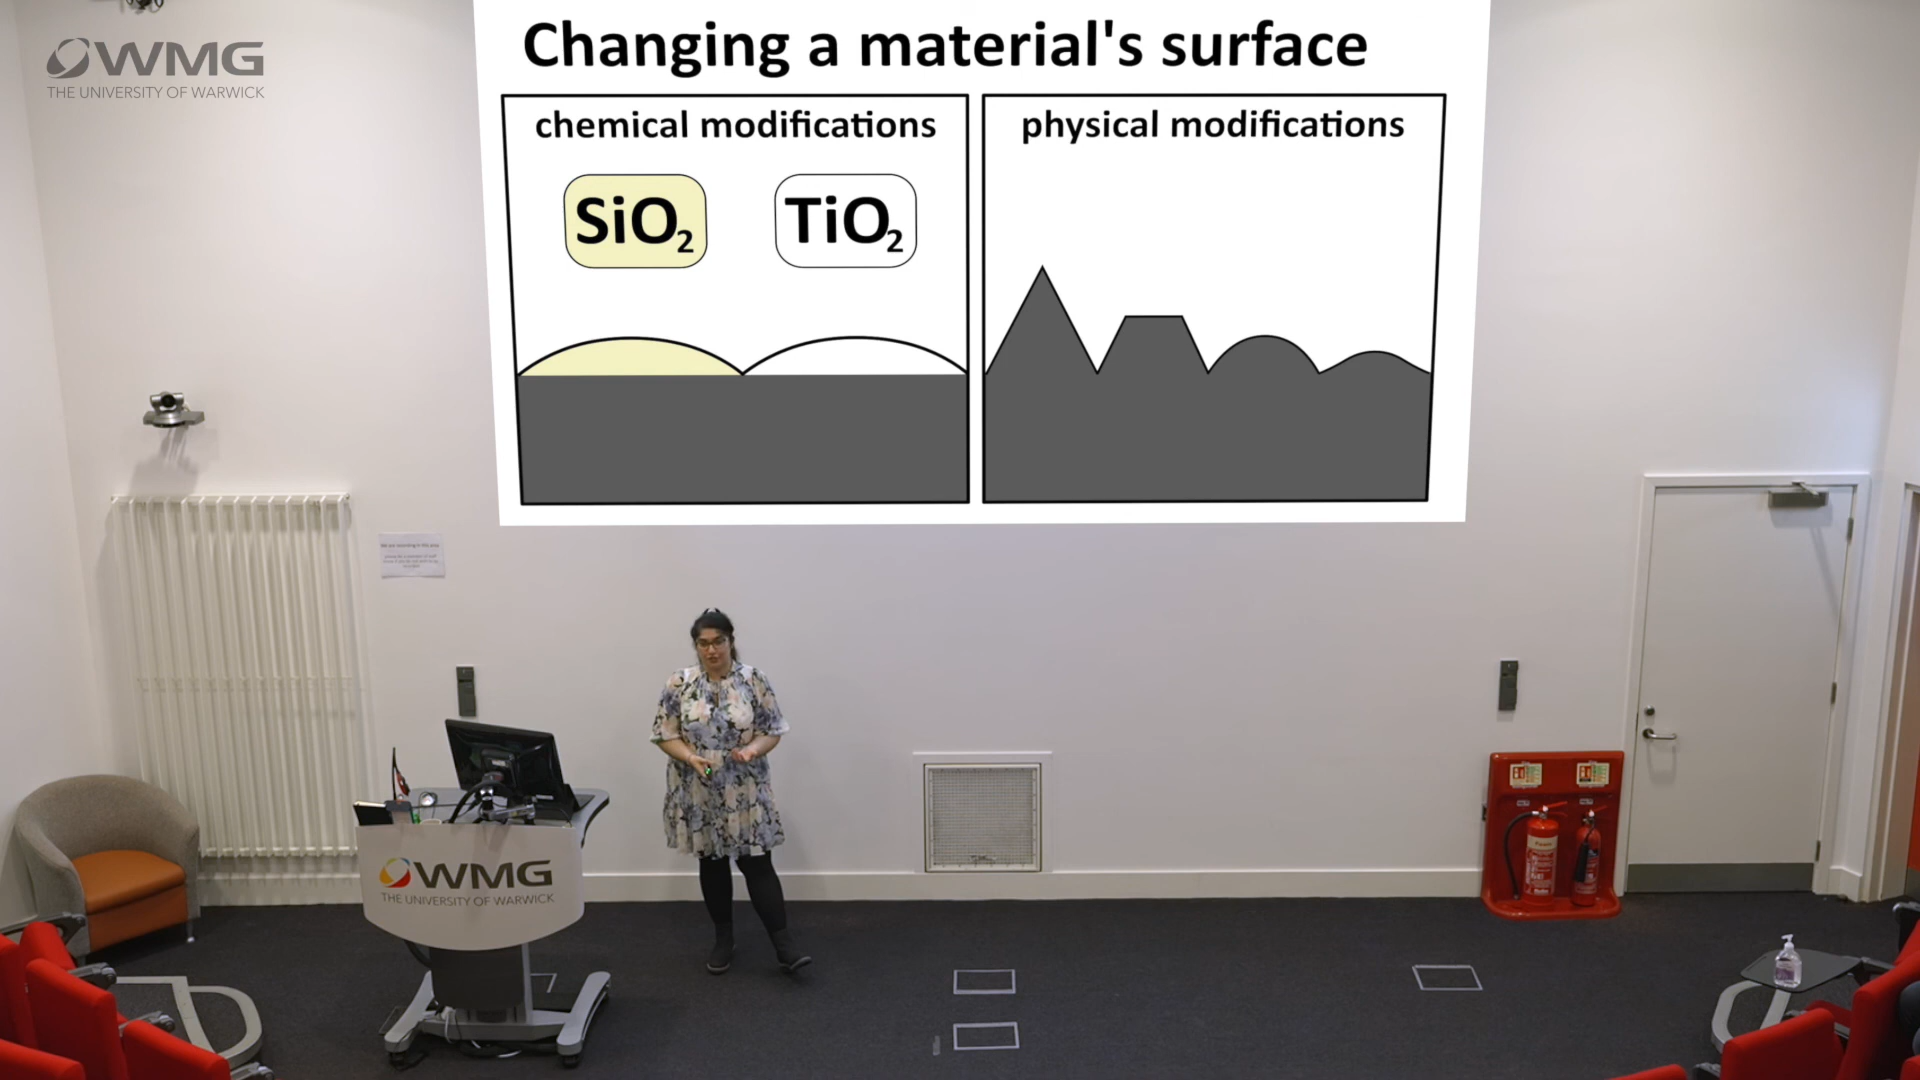 WMG
THE UNIVERSITY OF WARWICK
Changing a material's surface
chemical modifications
physical modifications
SiO₂
TiO₂
WMG
THE UNIVERSITY OF WARWICK